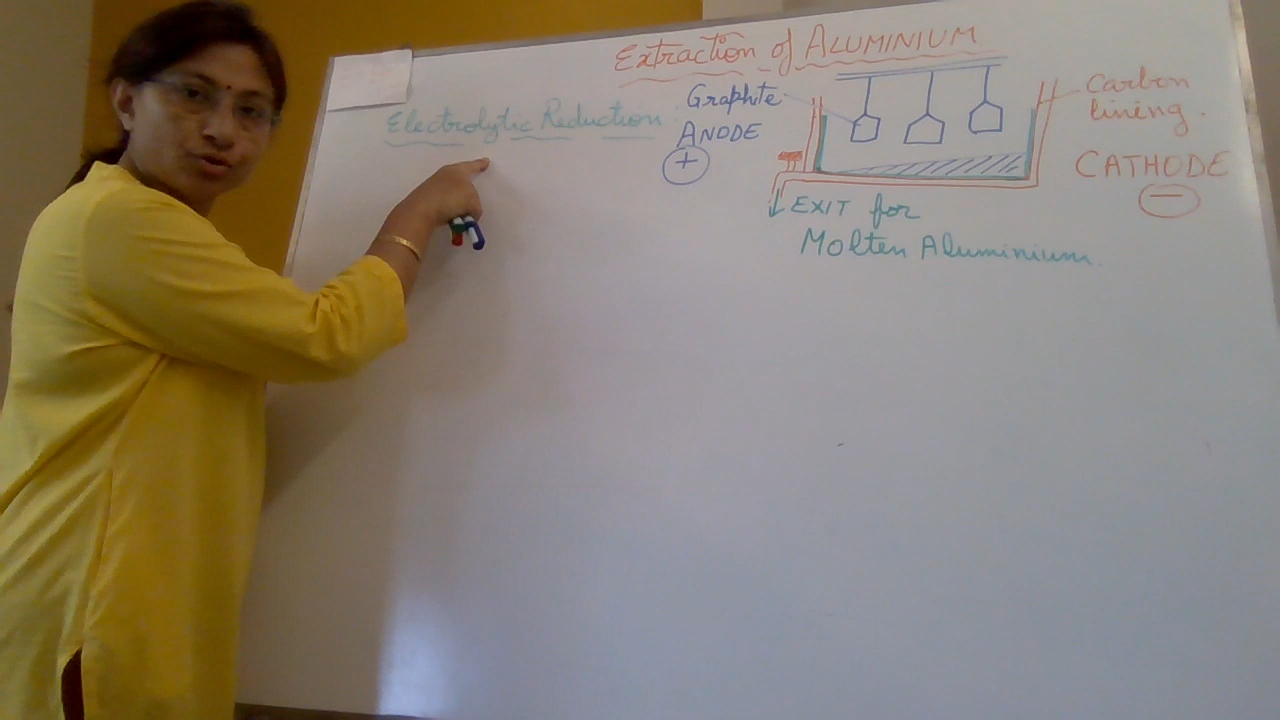 Extraction of ALUMINIUM
Electrolytic Reduction :
Graphite
ANODE
+
Carbon
lining.
CATHODE
−
EXIT for
Molten Aluminium.